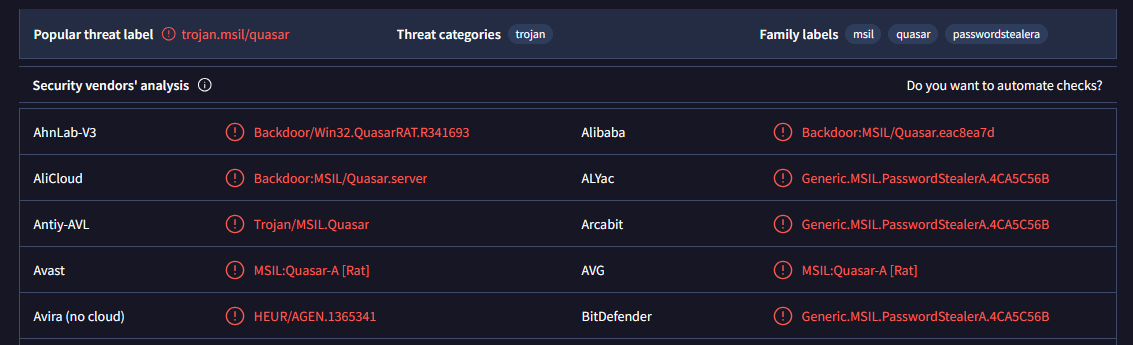 Popular threat label trojan.msil/quasar Threat categories trojan Family labels msil quasar passwordstealera
Security vendors' analysis Do you want to automate checks?
AhnLab-V3 Backdoor/Win32.QuasarRAT.R341693 Alibaba Backdoor:MSIL/Quasar.eac8ea7d
AliCloud Backdoor:MSIL/Quasar.server ALYac Generic.MSIL.PasswordStealerA.4CA5C56B
Antiy-AVL Trojan/MSIL.Quasar Arcabit Generic.MSIL.PasswordStealerA.4CA5C56B
Avast MSIL:Quasar-A [Rat] AVG MSIL:Quasar-A [Rat]
Avira (no cloud) HEUR/AGEN.1365341 BitDefender Generic.MSIL.PasswordStealerA.4CA5C56B